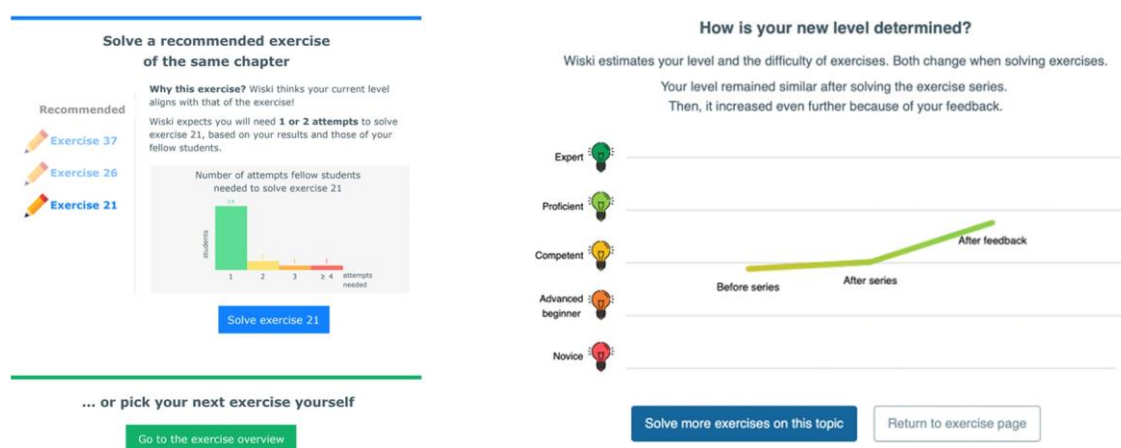 Solve a recommended exercise
of the same chapter
Recommended
Exercise 37
Exercise 26
Exercise 21
Why this exercise? Wiski thinks your current level
aligns with that of the exercise!
Wiski expects you will need 1 or 2 attempts to solve
exercise 21, based on your results and those of your
fellow students.
Number of attempts fellow students
needed to solve exercise 21
students
1 2 3 ≥ 4 attempts
needed
Solve exercise 21
... or pick your next exercise yourself
Go to the exercise overview
How is your new level determined?
Wiski estimates your level and the difficulty of exercises. Both change when solving exercises.
Your level remained similar after solving the exercise series.
Then, it increased even further because of your feedback.
Expert
Proficient
Competent
Advanced
beginner
Novice
Before series
After series
After feedback
Solve more exercises on this topic
Return to exercise page